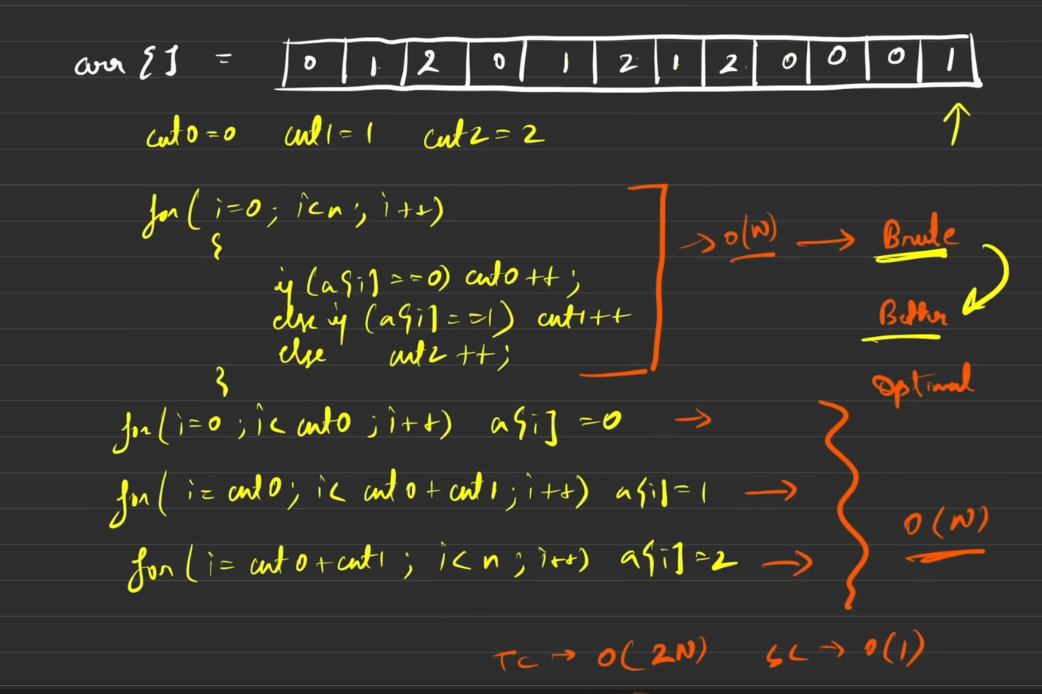 arr [] = 0 1 2 0 1 2 1 2 0 0 0 1
cnt0=0 cnt1=1 cnt2=2
for( i=0; i<n; i++)
{
if (a[i]==0) cnt0++;
else if (a[i]==1) cnt1++
else cnt2++;
}
→ O(N) → Brute
Better
Optimal
for(i=0; i< cnt0; i++) a[i]=0 →
for( i= cnt0; i< cnt0+cnt1; i++) a[i]=1 →
for(i= cnt0+cnt1; i<n; i++) a[i]=2 →
O(N)
TC → O(2N) SC → O(1)